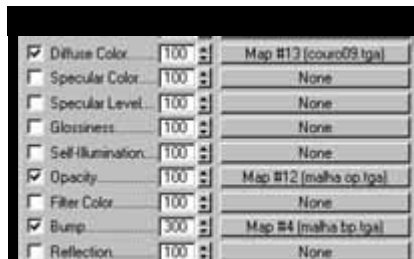 Diffuse Color 100 Map #13 (couro09.tga)
Specular Color 100 None
Specular Level 100 None
Glossiness 100 None
Self-Illumination 100 None
Opacity 100 Map #12 (malha op.tga)
Filter Color 100 None
Bump 300 Map #4 (malha bp.tga)
Reflection 100 None